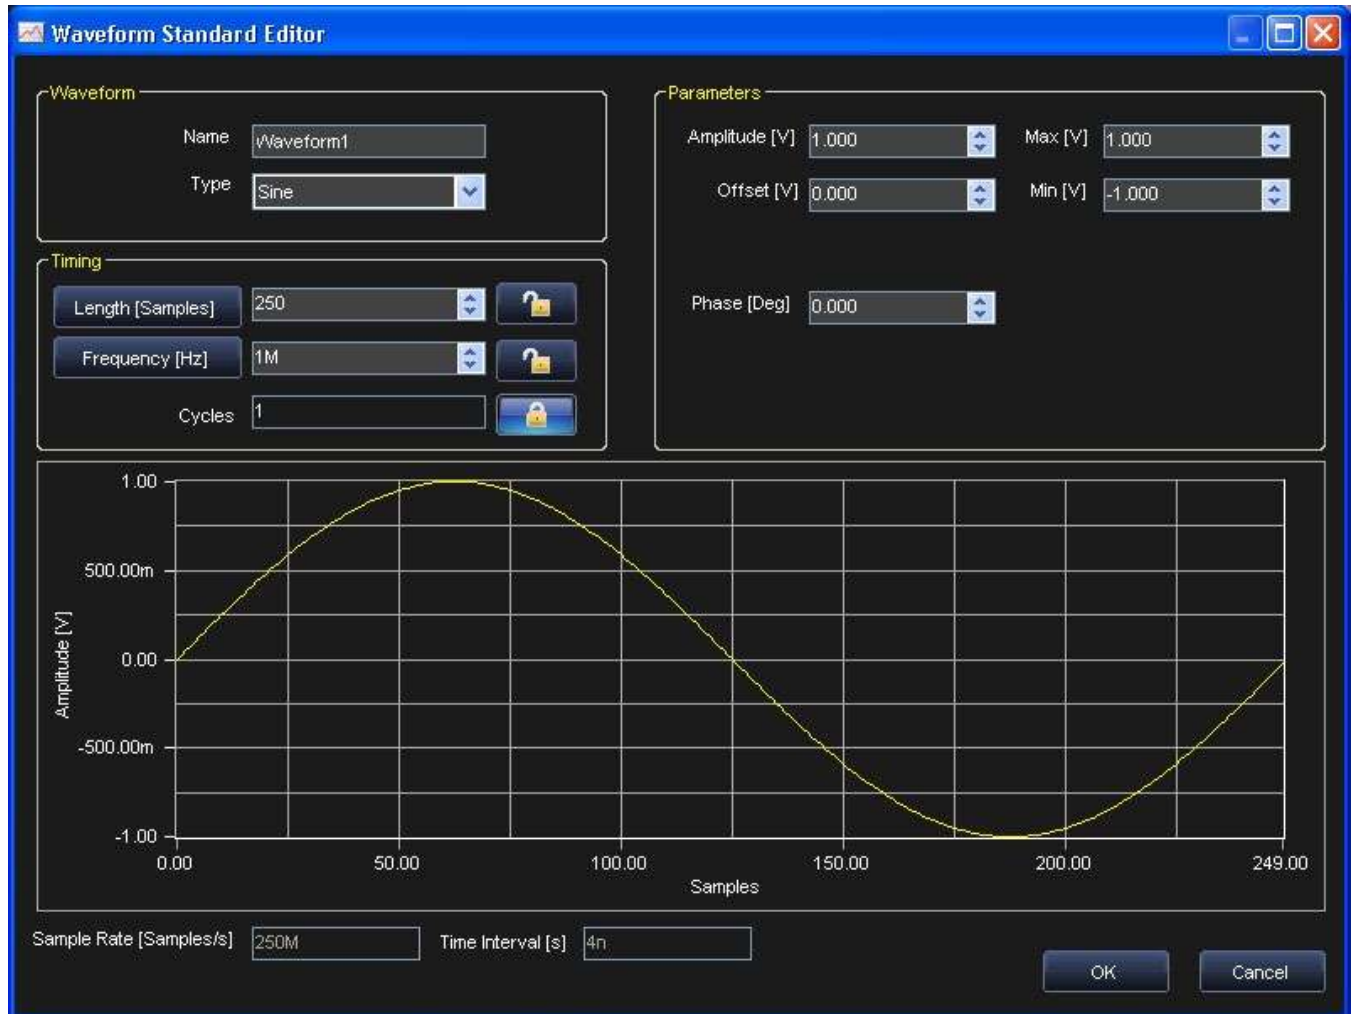 Waveform Standard Editor
Waveform
Name Waveform1
Type Sine
Parameters
Amplitude [V] 1.000 Max [V] 1.000
Offset [V] 0.000 Min [V] -1.000
Phase [Deg] 0.000
Timing
Length [Samples] 250
Frequency [Hz] 1M
Cycles 1
1.00
500.00m
0.00
-500.00m
-1.00
Amplitude [V]
0.00 50.00 100.00 150.00 200.00 249.00
Samples
Sample Rate [Samples/s] 250M Time Interval [s] 4n
OK Cancel